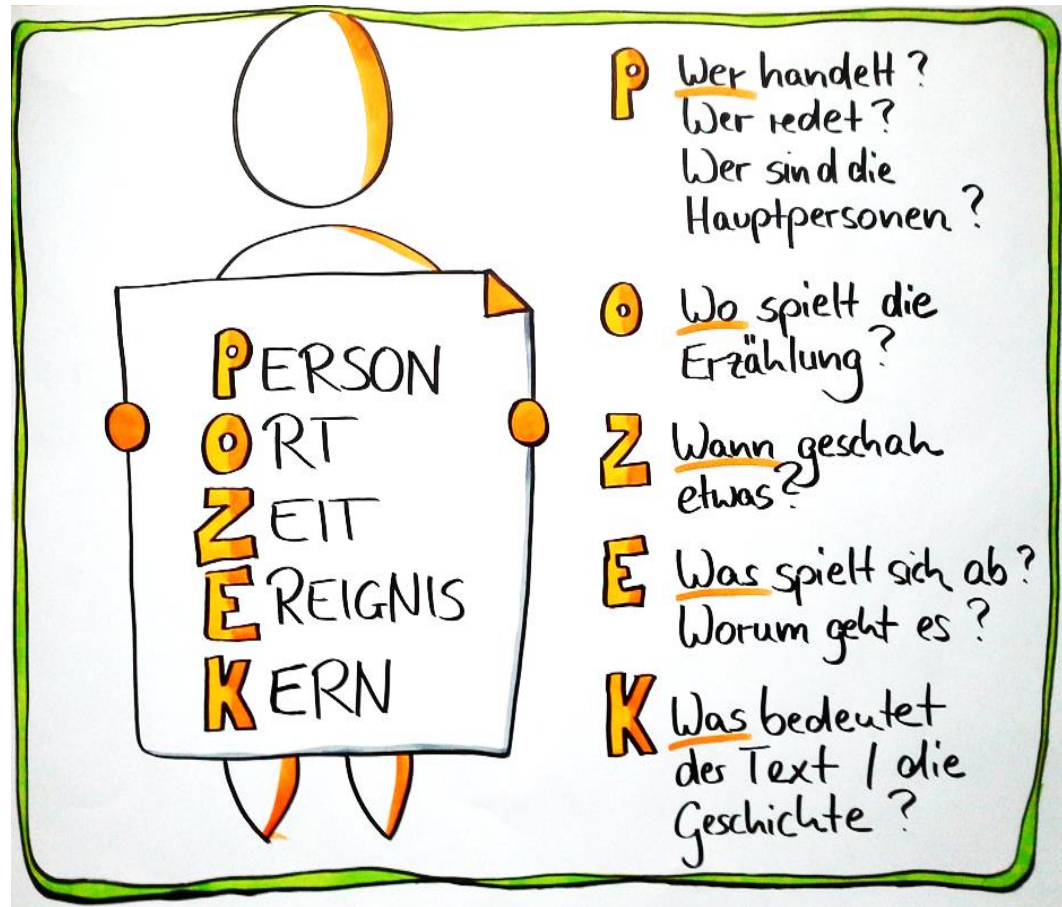 PERSON
ORT
ZEIT
EREIGNIS
KERN
P Wer handelt?
Wer redet?
Wer sind die
Hauptpersonen?
O Wo spielt die
Erzählung?
Z Wann geschah
etwas?
E Was spielt sich ab?
Worum geht es?
K Was bedeutet
der Text / die
Geschichte?